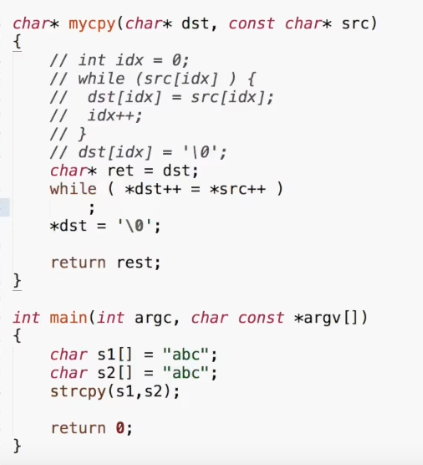 char* mycpy(char* dst, const char* src)
{
// int idx = 0;
// while (src[idx] ) {
//  dst[idx] = src[idx];
//  idx++;
// }
// dst[idx] = '\0';
char* ret = dst;
while ( *dst++ = *src++ )
;
*dst = '\0';
return rest;
}
int main(int argc, char const *argv[])
{
char s1[] = "abc";
char s2[] = "abc";
strcpy(s1,s2);
return 0;
}